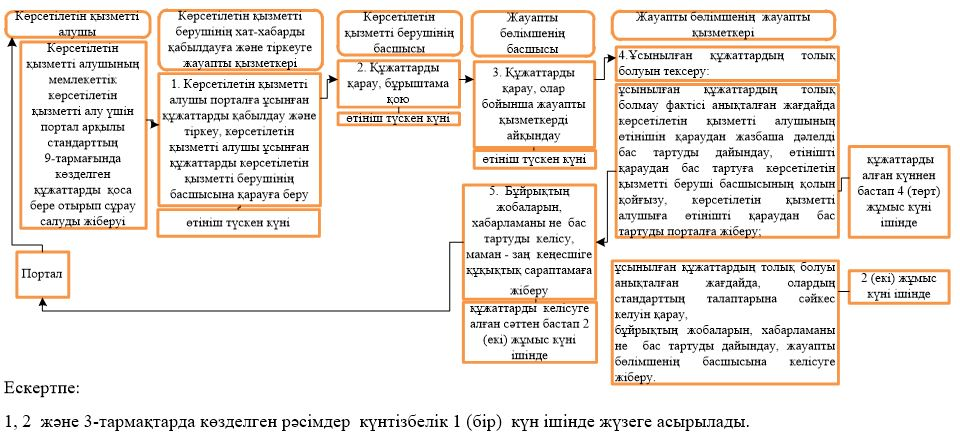 Көрсетілетін қызметті
алушы
Көрсетілетін қызметті
берушінің хат-хабарды
қабылдауға және тіркеуге
жауапты қызметкері
Көрсетілетін
қызметті берушінің
басшысы
Жауапты
бөлімшенің
басшысы
Жауапты бөлімшенің жауапты
қызметкері
Көрсетілетін
қызметті алушының
мемлекеттік
көрсетілетін
қызметті алу үшін
портал арқылы
стандарттың
9-тармағында
көзделген
құжаттарды қоса
бере отырып сұрау
салуды жіберуі
1. Көрсетілетін қызметті
алушы порталға ұсынған
құжаттарды қабылдау және
тіркеу, көрсетілетін
қызметті алушы ұсынған
құжаттарды көрсетілетін
қызметті берушінің
басшысына қарауға беру
өтініш түскен күні
2. Құжаттарды
қарау, бұрыштама
қою
өтініш түскен күні
3. Құжаттарды
қарау, олар
бойынша жауапты
қызметкерді
айқындау
өтініш түскен күні
4.Ұсынылған құжаттардың толық
болуын тексеру:
ұсынылған құжаттардың толық
болмау фактісі анықталған жағдайда
көрсетілетін қызметті алушының
өтінішін қараудан жазбаша дәлелді
бас тартуды дайындау, өтінішті
қараудан бас тартуға көрсетілетін
қызметті беруші басшысының қолын
қойғызу, көрсетілетін қызметті
алушыға өтінішті қараудан бас
тартуды порталға жіберу;
құжаттарды
алған күннен
бастап 4 (төрт)
жұмыс күні
ішінде
5. Бұйрықтың
жобаларын,
хабарламаны не бас
тартуды келісу,
маман - заң кеңесшіге
құқықтық сараптамаға
жіберу
құжаттарды келісуге
алған сәттен бастап 2
(екі) жұмыс күні
ішінде
ұсынылған құжаттардың толық болуы
анықталған жағдайда, олардың
стандарттың талаптарына сәйкес
келуін қарау,
бұйрықтың жобаларын, хабарламаны
не бас тартуды дайындау, жауапты
бөлімшенің басшысына келісуге
жіберу.
2 (екі) жұмыс
күні ішінде
Портал
Ескертпе:
1, 2 және 3-тармақтарда көзделген рәсімдер күнтізбелік 1 (бір) күн ішінде жүзеге асырылады.